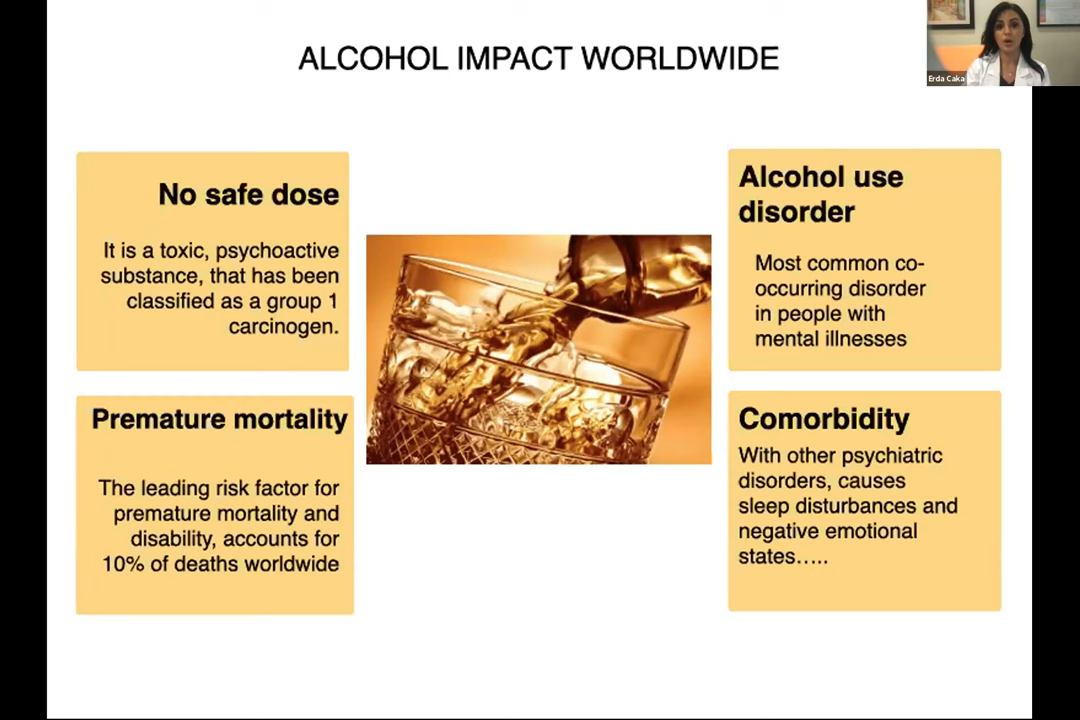 ALCOHOL IMPACT WORLDWIDE
Erda Caka
No safe dose
It is a toxic, psychoactive
substance, that has been
classified as a group 1
carcinogen.
Alcohol use
disorder
Most common co-
occurring disorder
in people with
mental illnesses
Premature mortality
The leading risk factor for
premature mortality and
disability, accounts for
10% of deaths worldwide
Comorbidity
With other psychiatric
disorders, causes
sleep disturbances and
negative emotional
states…..